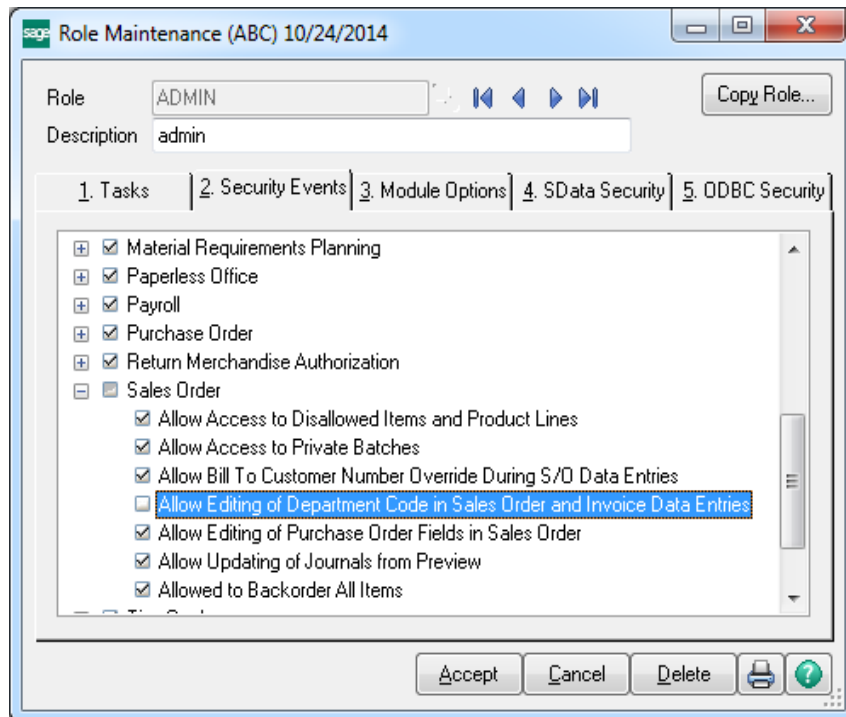 sage Role Maintenance (ABC) 10/24/2014
Role ADMIN Copy Role...
Description admin
1. Tasks 2. Security Events 3. Module Options 4. SData Security 5. ODBC Security
Material Requirements Planning
Paperless Office
Payroll
Purchase Order
Return Merchandise Authorization
Sales Order
Allow Access to Disallowed Items and Product Lines
Allow Access to Private Batches
Allow Bill To Customer Number Override During S/O Data Entries
Allow Editing of Department Code in Sales Order and Invoice Data Entries
Allow Editing of Purchase Order Fields in Sales Order
Allow Updating of Journals from Preview
Allowed to Backorder All Items
Accept Cancel Delete